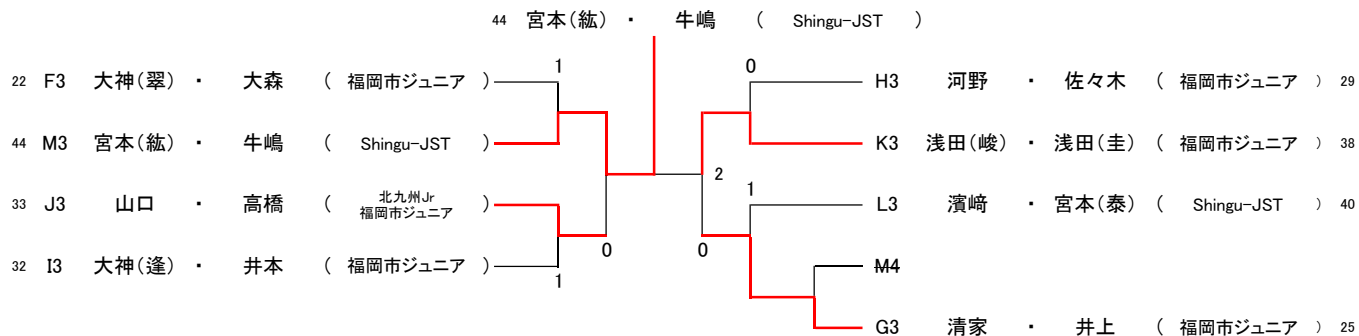 44 宮本(紘) ・ 牛嶋 ( Shingu-JST )
1 0
22 F3 大神(翠) ・ 大森 ( 福岡市ジュニア ) H3 河野 ・ 佐々木 ( 福岡市ジュニア ) 29
44 M3 宮本(紘) ・ 牛嶋 ( Shingu-JST ) K3 浅田(峻) ・ 浅田(圭) ( 福岡市ジュニア ) 38
2
1
33 J3 山口 ・ 高橋 ( 北九州Jr
福岡市ジュニア ) L3 濱﨑 ・ 宮本(泰) ( Shingu-JST ) 40
0 0
32 I3 大神(逢) ・ 井本 ( 福岡市ジュニア ) M4
1
G3 清家 ・ 井上 ( 福岡市ジュニア ) 25